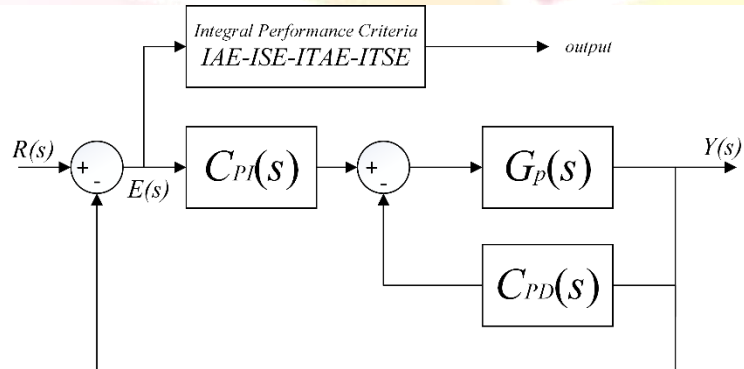 Integral Performance Criteria
IAE-ISE-ITAE-ITSE
output
R(s)
+
-
E(s)
CPI(s)
+
-
Gp(s)
Y(s)
CPD(s)